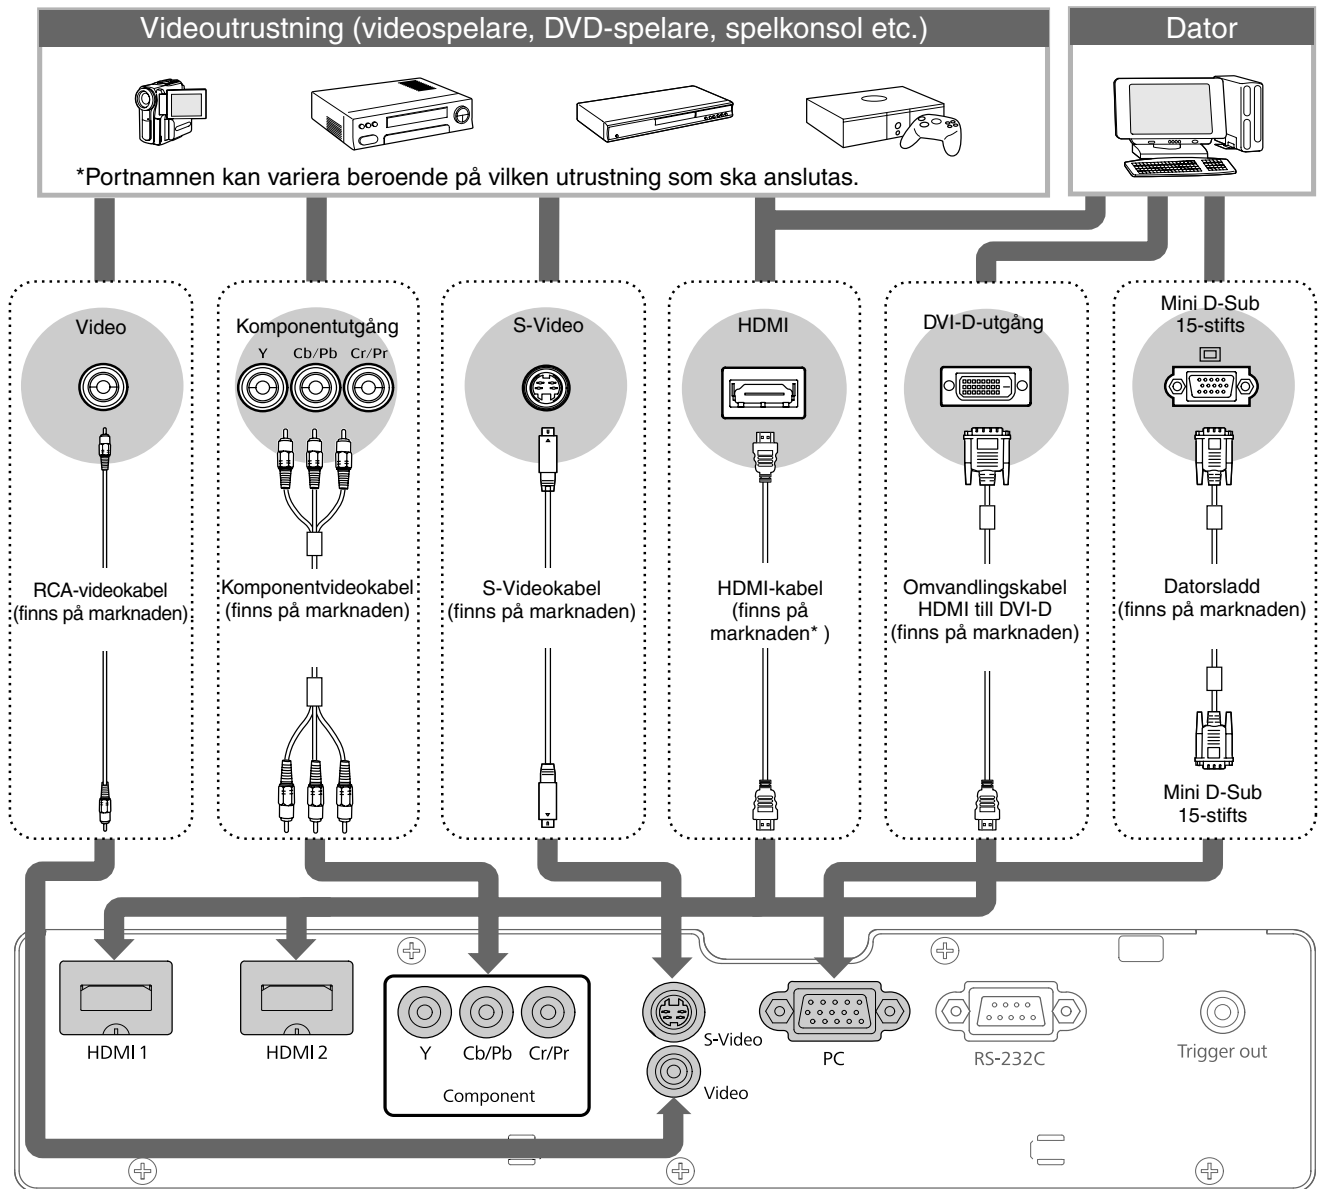 Videoutrustning (videospelare, DVD-spelare, spelkonsol etc.)
Dator
*Portnamnen kan variera beroende på vilken utrustning som ska anslutas.
Video
Komponentutgång
Y Cb/Pb Cr/Pr
S-Video
HDMI
DVI-D-utgång
Mini D-Sub
15-stifts
RCA-videokabel
(finns på marknaden)
Komponentvideokabel
(finns på marknaden)
S-Videokabel
(finns på marknaden)
HDMI-kabel
(finns på
marknaden* )
Omvandlingskabel
HDMI till DVI-D
(finns på marknaden)
Datorsladd
(finns på marknaden)
Mini D-Sub
15-stifts
HDMI 1
HDMI 2
Y Cb/Pb Cr/Pr
Component
S-Video
Video
PC
RS-232C
Trigger out